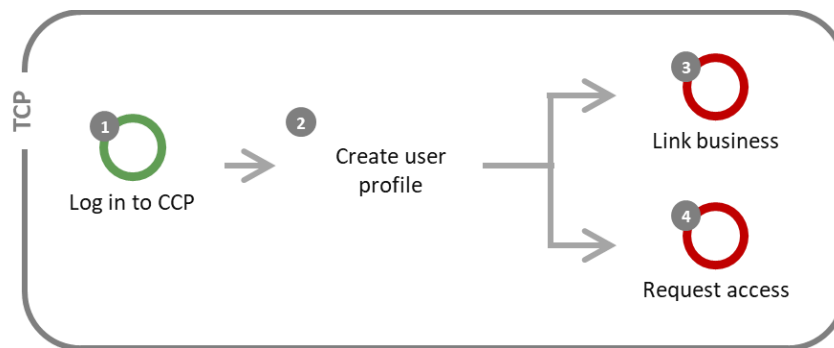 TCP
1
Log in to CCP
2
Create user
profile
3
Link business
4
Request access